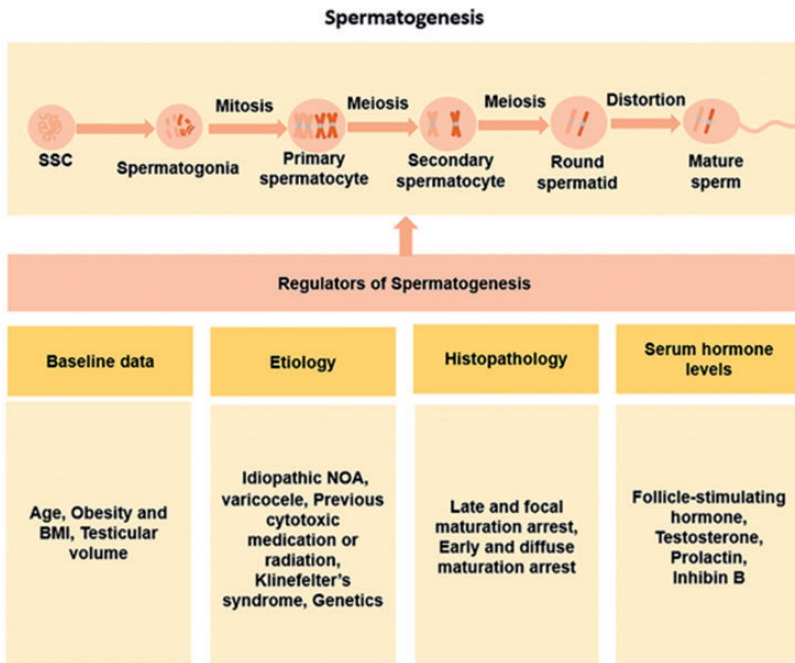 Spermatogenesis
Mitosis
Meiosis
Meiosis
Distortion
SSC
Spermatogonia
Primary
spermatocyte
Secondary
spermatocyte
Round
spermatid
Mature
sperm
Regulators of Spermatogenesis
Baseline data
Etiology
Histopathology
Serum hormone
levels
Age, Obesity and
BMI, Testicular
volume
Idiopathic NOA,
varicocele, Previous
cytotoxic
medication or
radiation,
Klinefelter's
syndrome, Genetics
Late and focal
maturation arrest,
Early and diffuse
maturation arrest
Follicle-stimulating
hormone,
Testosterone,
Prolactin,
Inhibin B